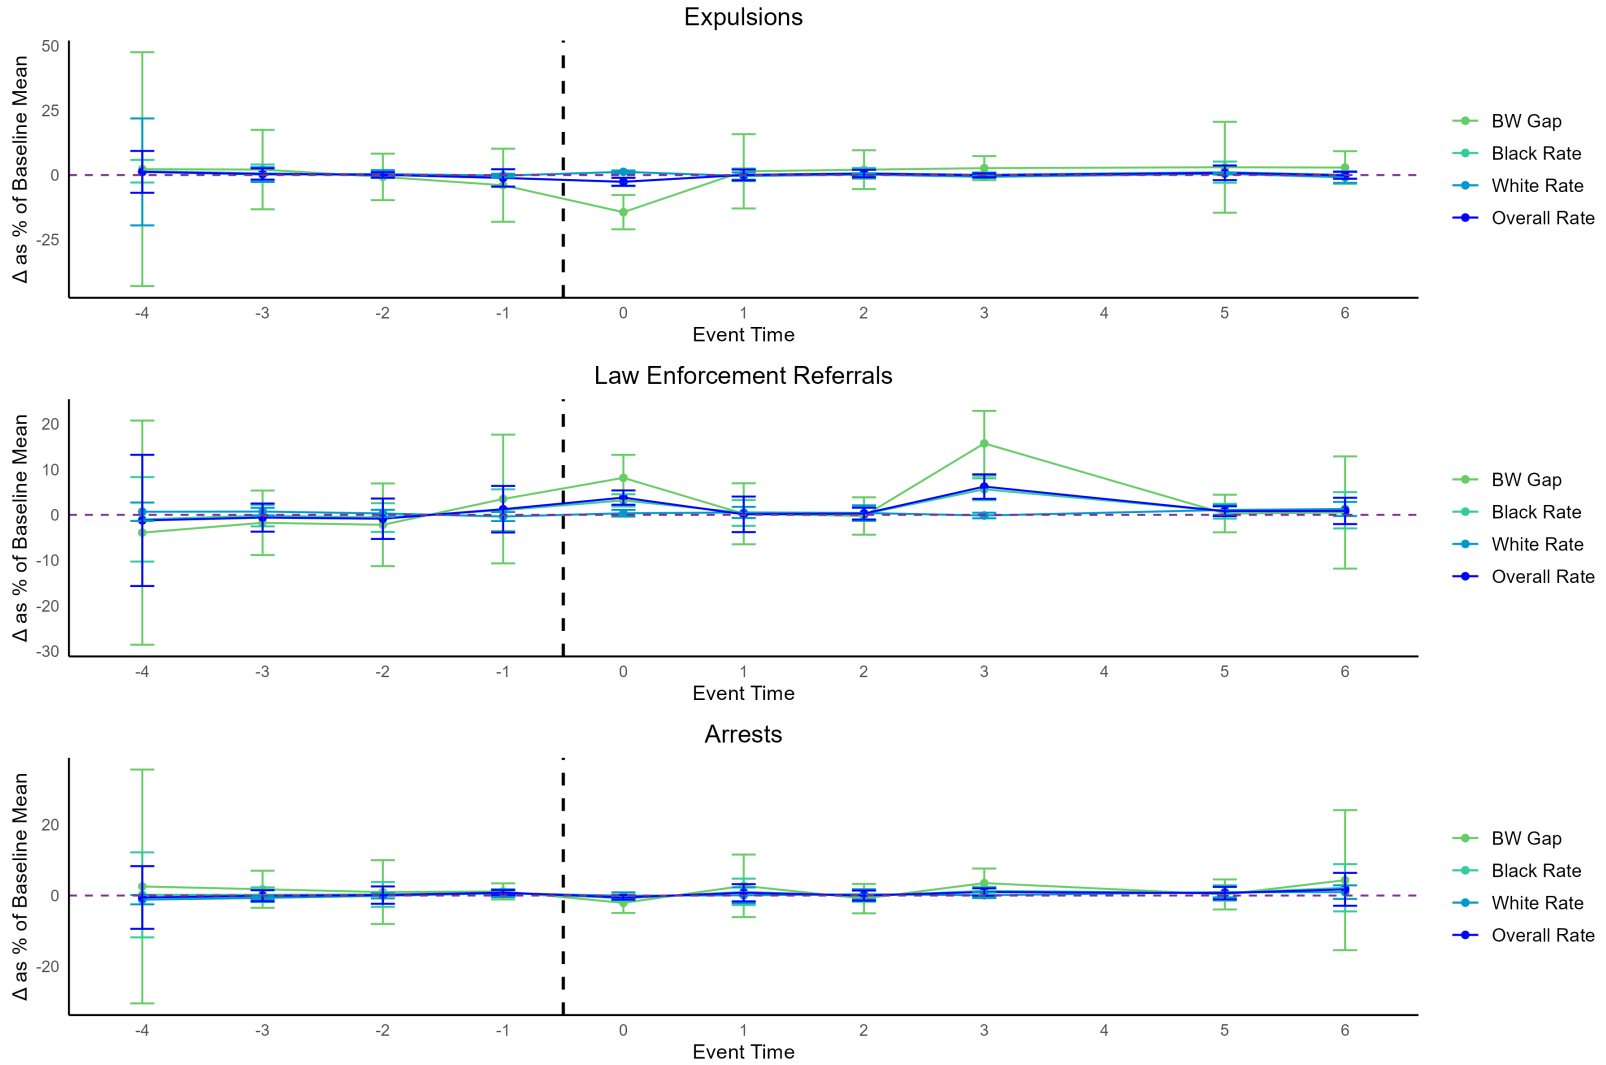 Expulsions
Δ as % of Baseline Mean
50
25
0
-25
-4 -3 -2 -1 0 1 2 3 4 5 6
Event Time
BW Gap
Black Rate
White Rate
Overall Rate
Law Enforcement Referrals
Δ as % of Baseline Mean
20
10
0
-10
-20
-30
-4 -3 -2 -1 0 1 2 3 4 5 6
Event Time
BW Gap
Black Rate
White Rate
Overall Rate
Arrests
Δ as % of Baseline Mean
20
0
-20
-4 -3 -2 -1 0 1 2 3 4 5 6
Event Time
BW Gap
Black Rate
White Rate
Overall Rate